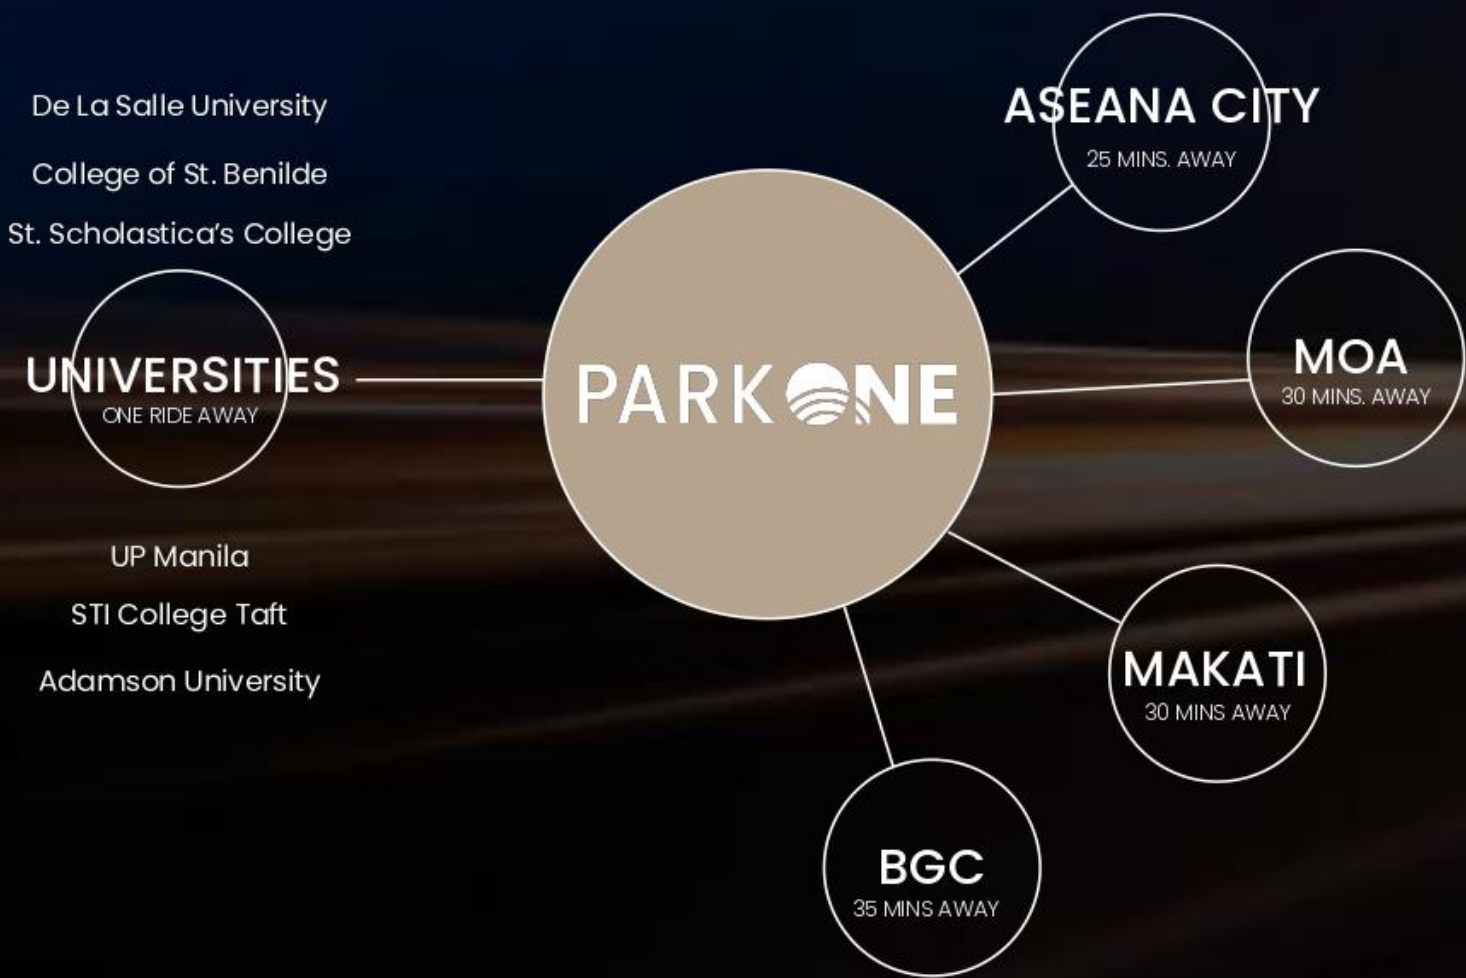 De La Salle University
College of St. Benilde
St. Scholastica's College
UNIVERSITIES
ONE RIDE AWAY
UP Manila
STI College Taft
Adamson University
PARK ONE
ASEANA CITY
25 MINS. AWAY
MOA
30 MINS. AWAY
MAKATI
30 MINS AWAY
BGC
35 MINS AWAY